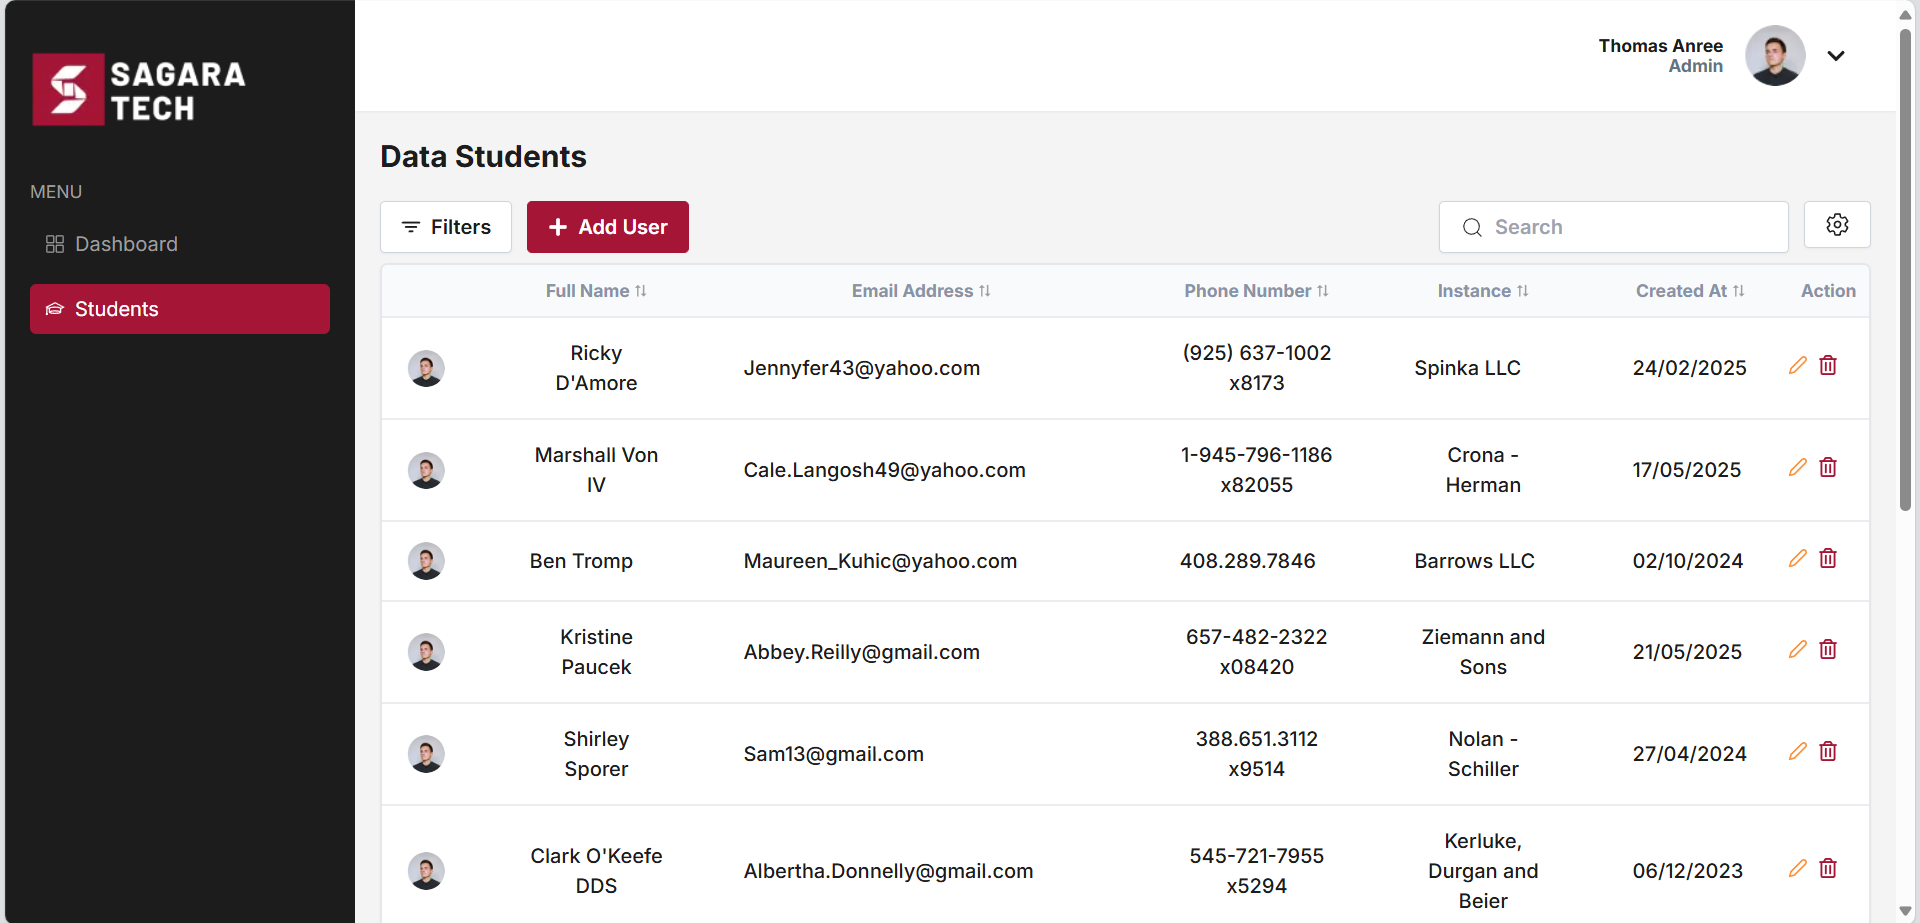 SAGARA
TECH
Thomas Anree
Admin
MENU
Dashboard
Students
Data Students
Filters
Add User
Search
Full Name Email Address Phone Number Instance Created At Action
Ricky
D'Amore
Jennyfer43@yahoo.com
(925) 637-1002
x8173
Spinka LLC
24/02/2025
Marshall Von
IV
Cale.Langosh49@yahoo.com
1-945-796-1186
x82055
Crona -
Herman
17/05/2025
Ben Tromp
Maureen_Kuhic@yahoo.com
408.289.7846
Barrows LLC
02/10/2024
Kristine
Paucek
Abbey.Reilly@gmail.com
657-482-2322
x08420
Ziemann and
Sons
21/05/2025
Shirley
Sporer
Sam13@gmail.com
388.651.3112
x9514
Nolan -
Schiller
27/04/2024
Clark O'Keefe
DDS
Albertha.Donnelly@gmail.com
545-721-7955
x5294
Kerluke,
Durgan and
Beier
06/12/2023